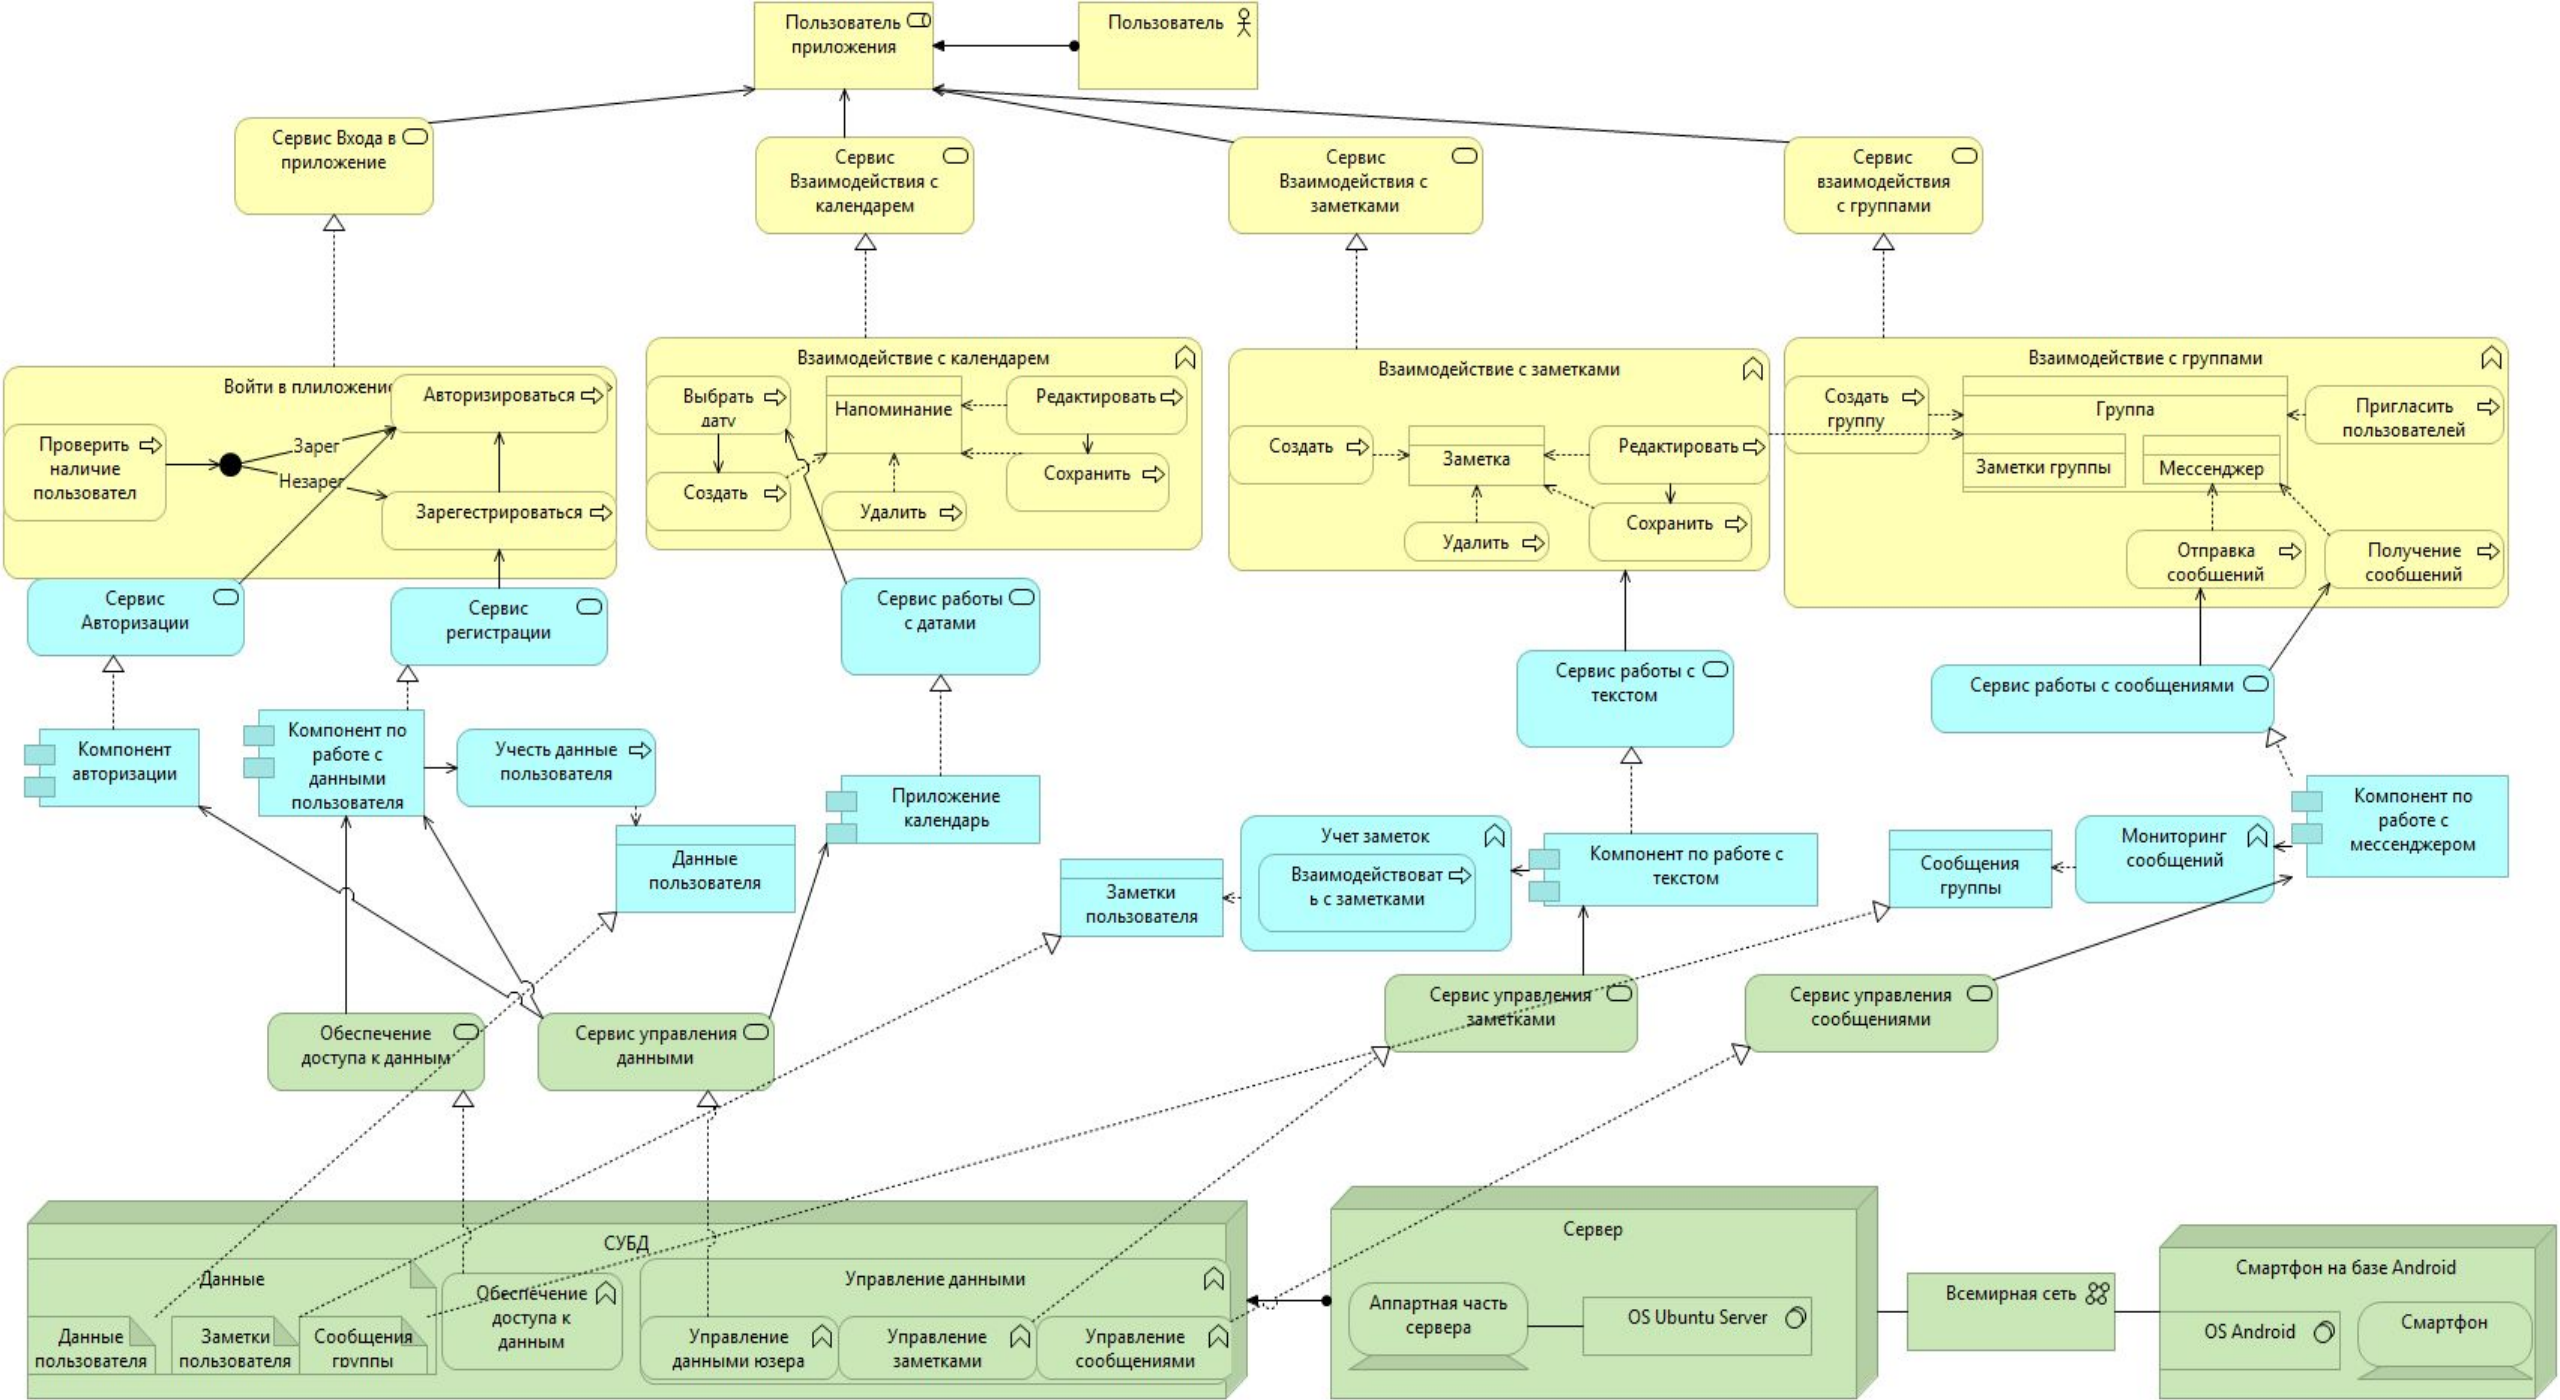 Пользователь
приложения
Пользователь
Сервис Входа в
приложение
Сервис
Взаимодействия с
календарем
Сервис
Взаимодействия с
заметками
Сервис
взаимодействия
с группами
Войти в плиложение
Авторизироваться
Проверить
наличие
пользовател
Зарег
Незарег
Зарегестрироваться
Взаимодействие с календарем
Выбрать
дату
Напоминание
Редактировать
Создать
Удалить
Сохранить
Взаимодействие с заметками
Создать
Заметка
Редактировать
Удалить
Сохранить
Взаимодействие с группами
Создать
группу
Группа
Заметки группы
Мессенджер
Пригласить
пользователей
Отправка
сообщений
Получение
сообщений
Сервис
Авторизации
Сервис
регистрации
Сервис работы
с датами
Сервис работы с
текстом
Сервис работы с сообщениями
Компонент
авторизации
Компонент по
работе с
данными
пользователя
Учесть данные
пользователя
Данные
пользователя
Приложение
календарь
Заметки
пользователя
Учет заметок
Взаимодействоват
ь с заметками
Компонент по работе с
текстом
Сообщения
группы
Мониторинг
сообщений
Компонент по
работе с
мессенджером
Обеспечение
доступа к данным
Сервис управления
данными
Сервис управления
заметками
Сервис управления
сообщениями
СУБД
Данные
Данные
пользователя
Заметки
пользователя
Сообщения
группы
Обеспечение
доступа к
данным
Управление данными
Управление
данными юзера
Управление
заметками
Управление
сообщениями
Сервер
Аппартная часть
сервера
OS Ubuntu Server
Всемирная сеть
Смартфон на базе Android
OS Android
Смартфон